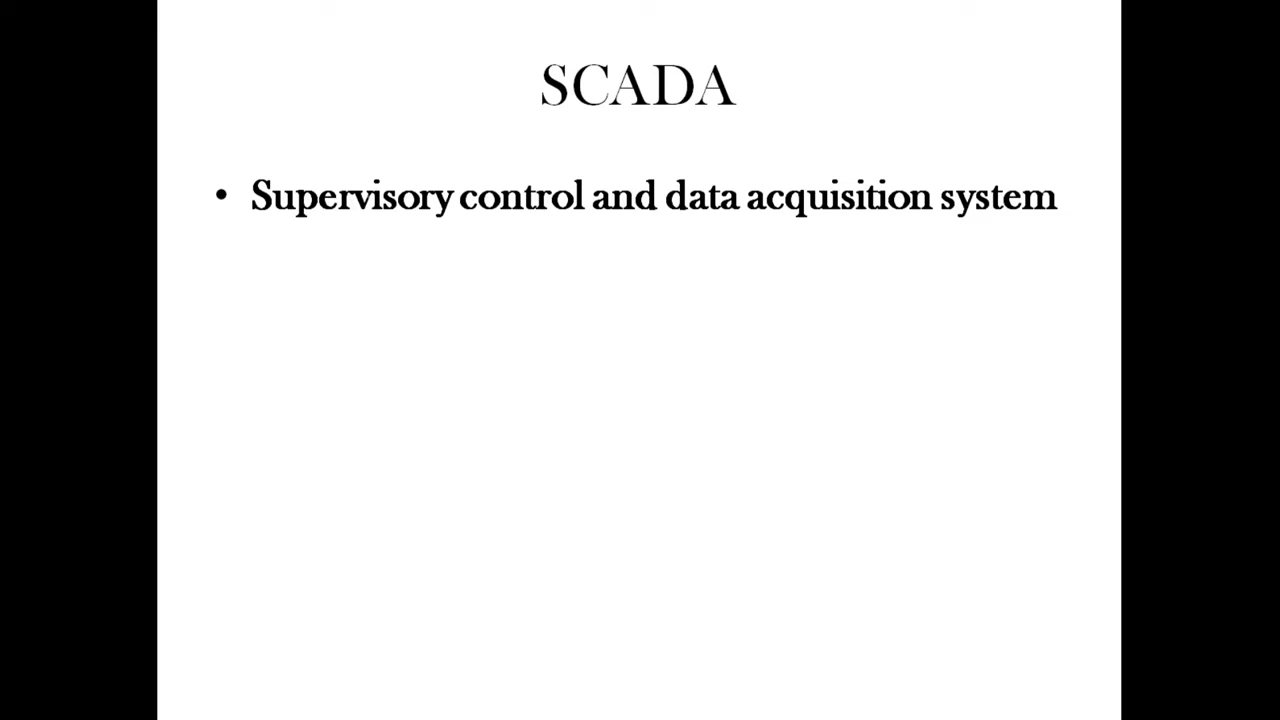 SCADA
• Supervisory control and data acquisition system